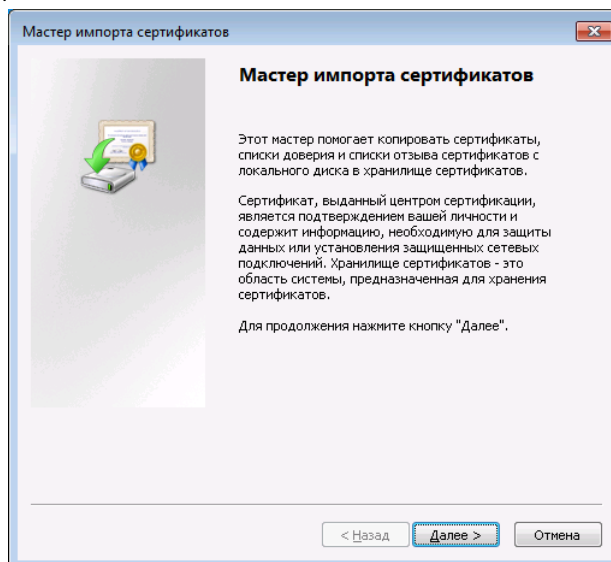 Мастер импорта сертификатов
Мастер импорта сертификатов
Этот мастер помогает копировать сертификаты,
списки доверия и списки отзыва сертификатов с
локального диска в хранилище сертификатов.
Сертификат, выданный центром сертификации,
является подтверждением вашей личности и
содержит информацию, необходимую для защиты
данных или установления защищенных сетевых
подключений. Хранилище сертификатов - это
область системы, предназначенная для хранения
сертификатов.
Для продолжения нажмите кнопку "Далее".
< Назад Далее > Отмена